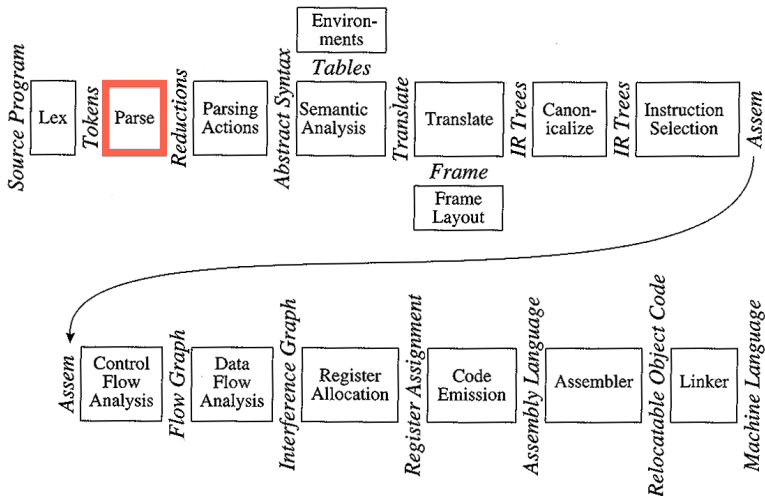 Environ-
ments
Tables
Source Program
Lex
Tokens
Parse
Reductions
Parsing
Actions
Abstract Syntax
Semantic
Analysis
Translate
Translate
IR Trees
Canon-
icalize
IR Trees
Instruction
Selection
Assem
Frame
Frame
Layout
Assem
Control
Flow
Analysis
Flow Graph
Data
Flow
Analysis
Interference Graph
Register
Allocation
Register Assignment
Code
Emission
Assembly Language
Assembler
Relocatable Object Code
Linker
Machine Language